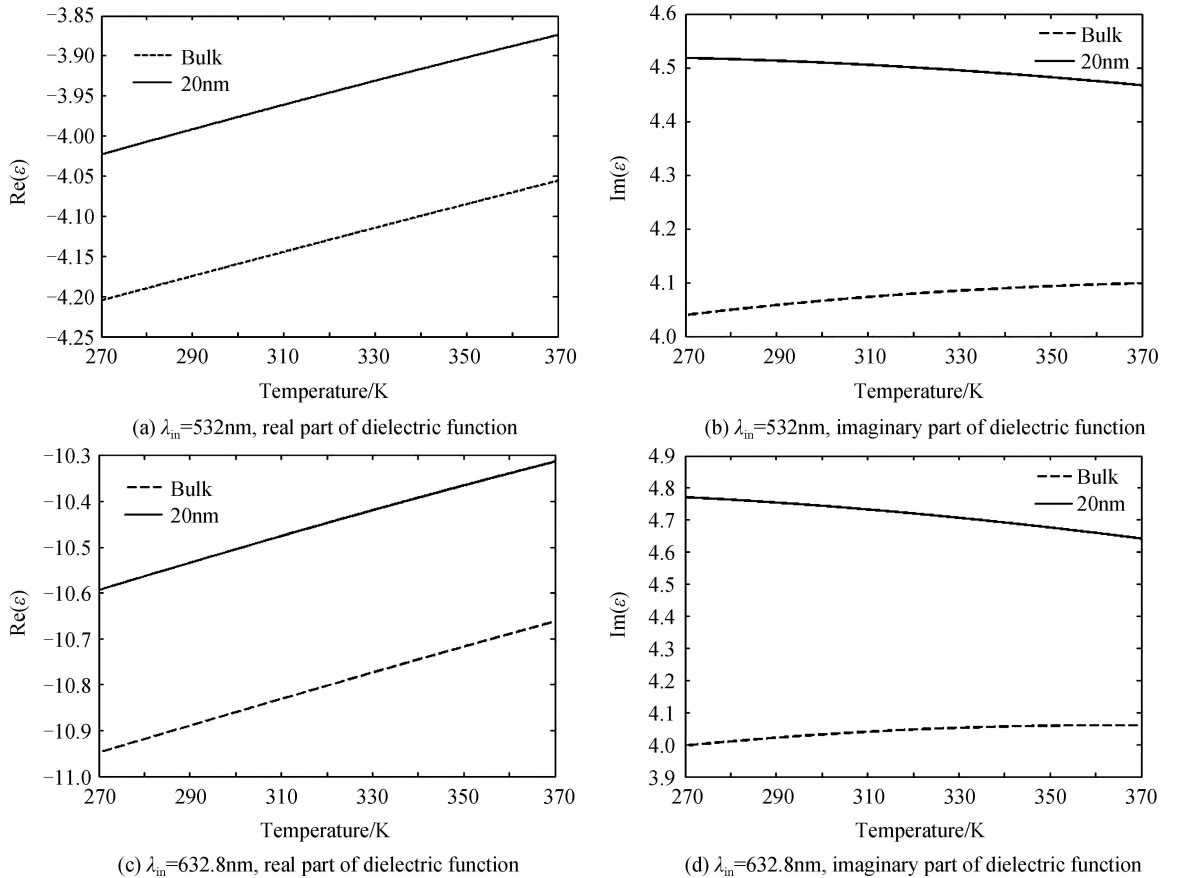 −3.85
−3.90
−3.95
−4.00
−4.05
−4.10
−4.15
−4.20
−4.25
Re(ε)
Bulk
20nm
270 290 310 330 350 370
Temperature/K
(a) λin=532nm, real part of dielectric function
4.6
4.5
4.4
4.3
4.2
4.1
4.0
Im(ε)
Bulk
20nm
270 290 310 330 350 370
Temperature/K
(b) λin=532nm, imaginary part of dielectric function
−10.3
−10.4
−10.5
−10.6
−10.7
−10.8
−10.9
−11.0
Re(ε)
Bulk
20nm
270 290 310 330 350 370
Temperature/K
(c) λin=632.8nm, real part of dielectric function
4.9
4.8
4.7
4.6
4.5
4.4
4.3
4.2
4.1
4.0
3.9
Im(ε)
Bulk
20nm
270 290 310 330 350 370
Temperature/K
(d) λin=632.8nm, imaginary part of dielectric function